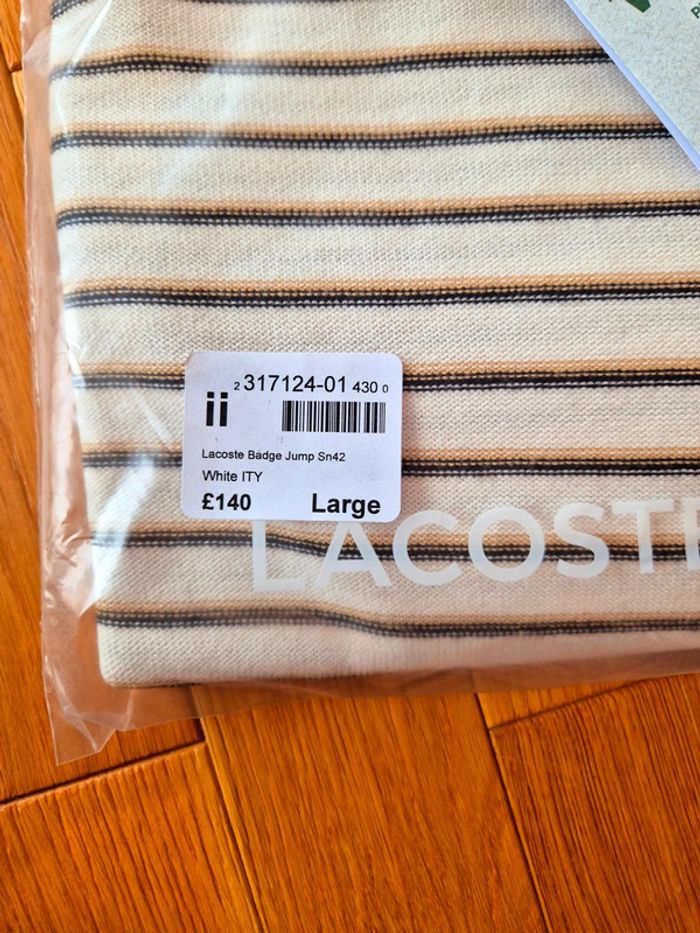 2 317124-01 430 0
ii
Lacoste Badge Jump Sn42
White ITY
£140 Large
LACOSTE